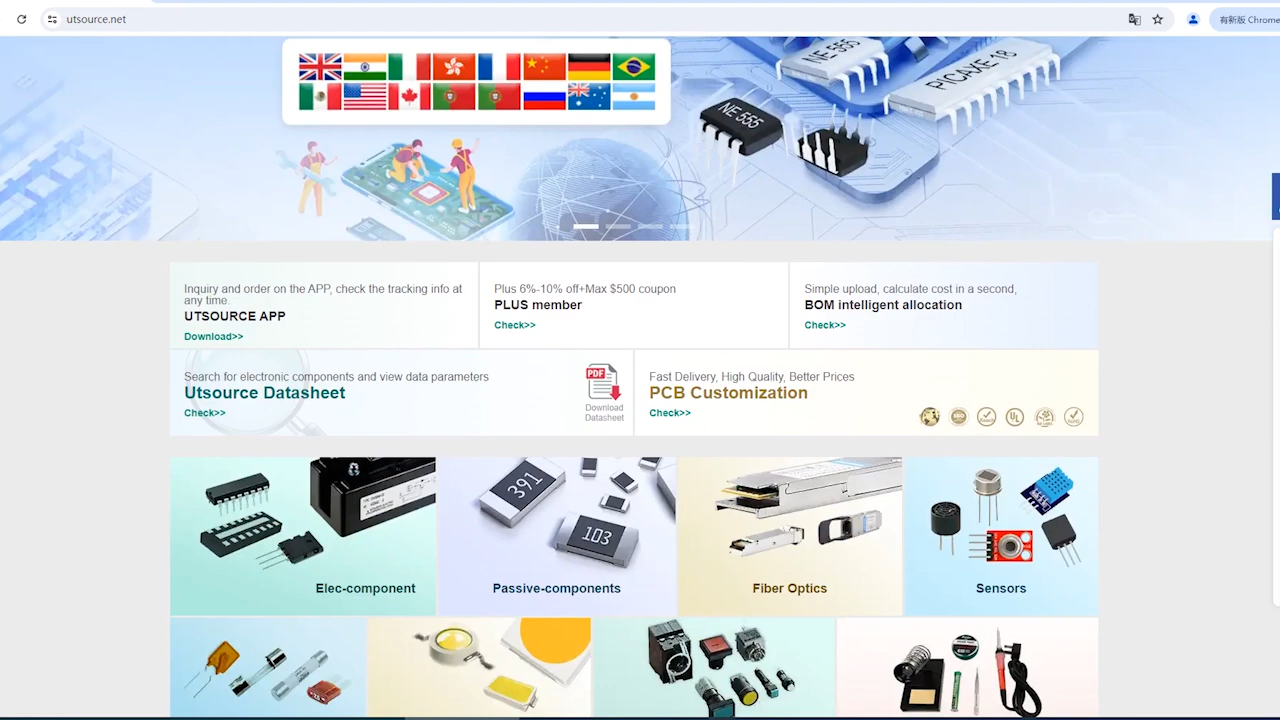 utsource.net
有新版 Chrome
NE 555
PICAXE-18
NE 555
Inquiry and order on the APP, check the tracking info at
any time.
UTSOURCE APP
Download>>
Plus 6%-10% off+Max $500 coupon
PLUS member
Check>>
Simple upload, calculate cost in a second,
BOM intelligent allocation
Check>>
Search for electronic components and view data parameters
Utsource Datasheet
Check>>
PDF
Download
Datasheet
Fast Delivery, High Quality, Better Prices
PCB Customization
Check>>
UL
391
103
Elec-component
Passive-components
Fiber Optics
Sensors